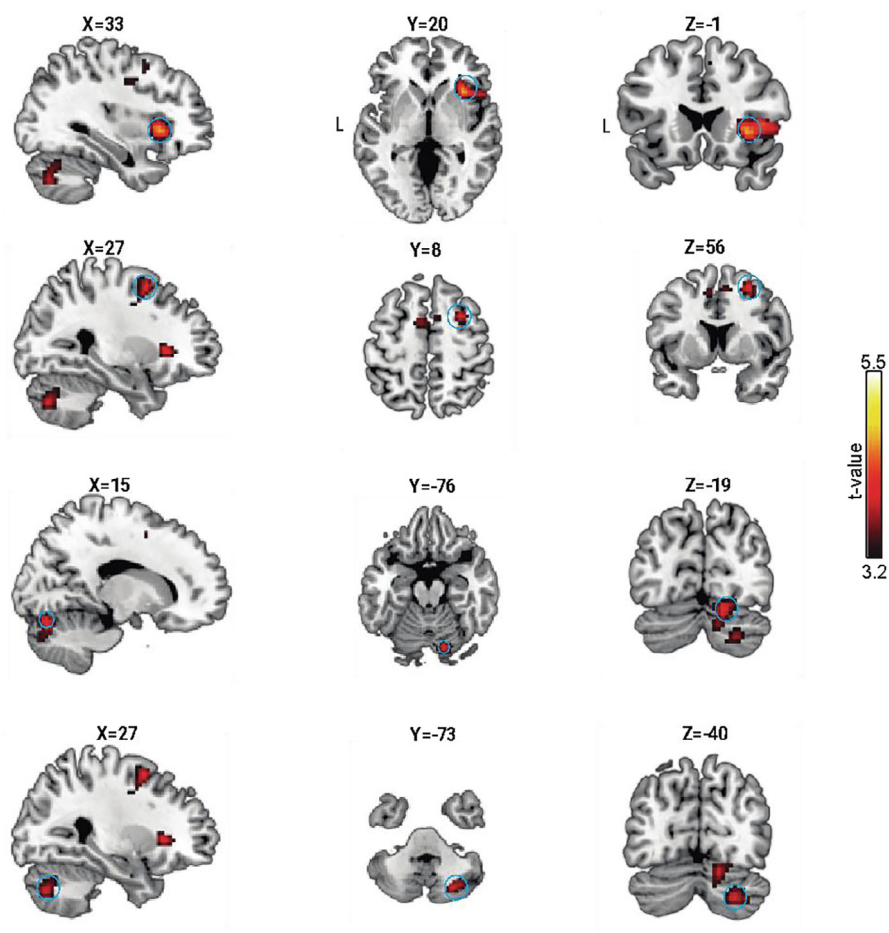 X=33 Y=20 Z=-1
L L
X=27 Y=8 Z=56
5.5
t-value
3.2
X=15 Y=-76 Z=-19
X=27 Y=-73 Z=-40